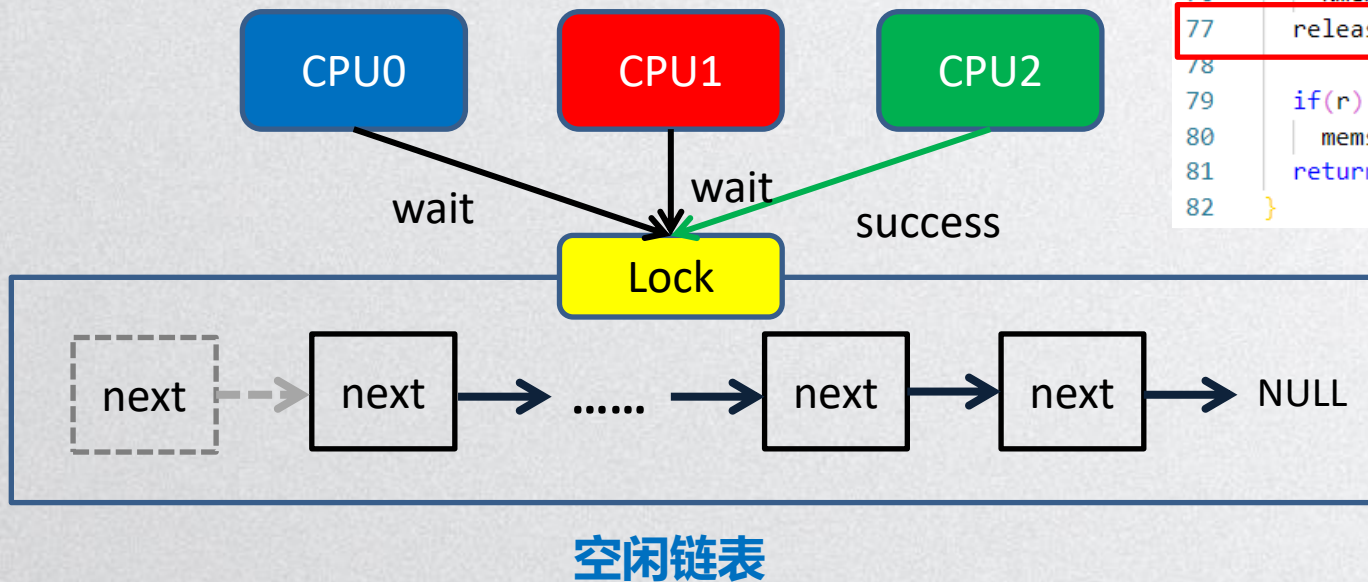 CPU0
CPU1
CPU2
77
78
79 if(r)
80
81
82 }
wait
wait
success
Lock
next
next
......
next
next
NULL
空闲链表